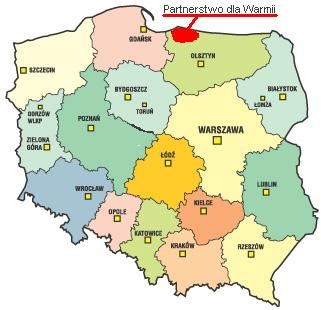 Partnerstwo dla Warmii
GDAŃSK
SZCZECIN
OLSZTYN
BYDGOSZCZ
TORUŃ
BIAŁYSTOK
ŁOMŻA
GORZÓW
WLKP
POZNAŃ
WARSZAWA
ZIELONA
GÓRA
ŁÓDŹ
LUBLIN
WROCŁAW
OPOLE
KIELCE
KATOWICE
KRAKÓW
RZESZÓW